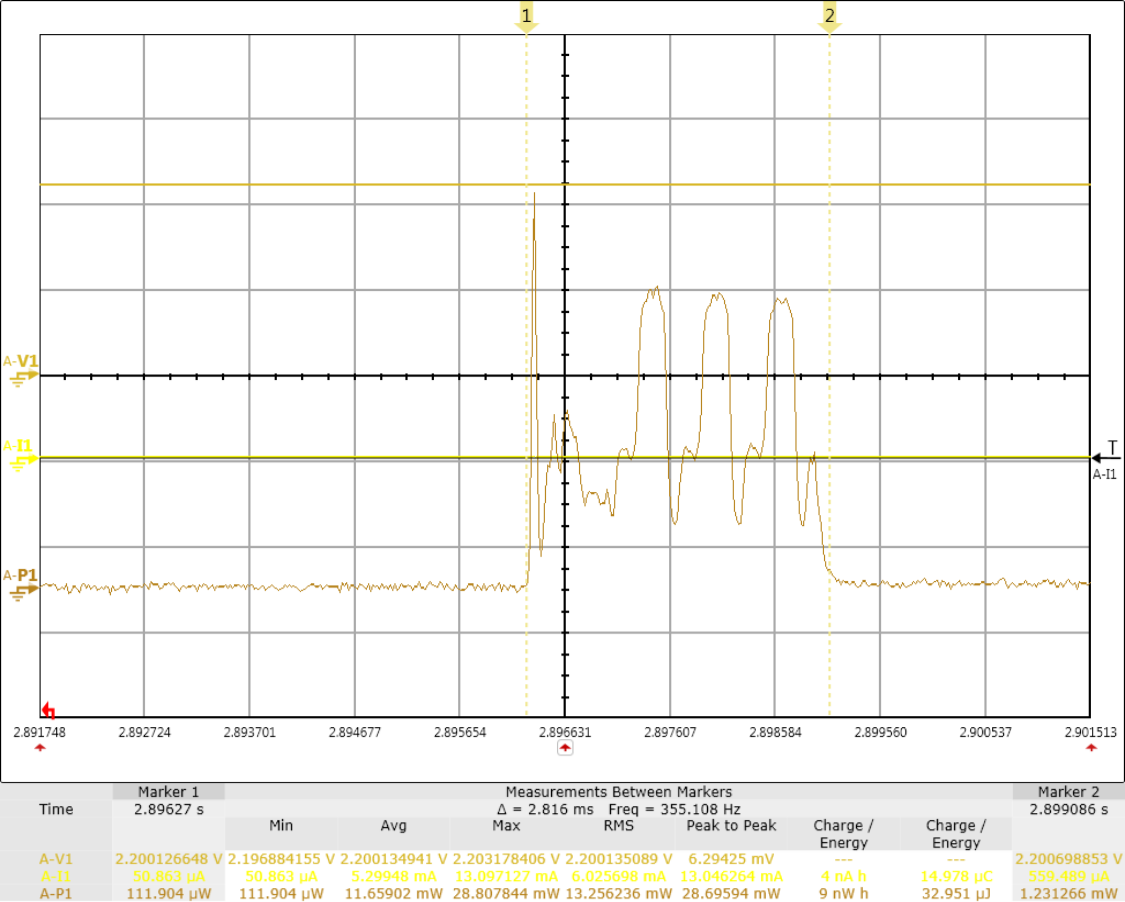 1 2
A-V1
A-I1
T
A-I1
A-P1
2.891748 2.892724 2.893701 2.894677 2.895654 2.896631 2.897607 2.898584 2.899560 2.900537 2.901513
Marker 1 Measurements Between Markers Marker 2
Time 2.89627 s Δ = 2.816 ms Freq = 355.108 Hz 2.899086 s
Min Avg Max RMS Peak to Peak Charge / Charge /
Energy Energy
A-V1 2.200126648 V 2.196884155 V 2.200134941 V 2.203178406 V 2.200135089 V 6.29425 mV --- --- 2.200698853 V
A-I1 50.863 µA 50.863 µA 5.29948 mA 13.097127 mA 6.025698 mA 13.046264 mA 4 nA h 14.978 µC 559.489 µA
A-P1 111.904 µW 111.904 µW 11.65902 mW 28.807844 mW 13.256236 mW 28.69594 mW 9 nW h 32.951 µJ 1.231266 mW